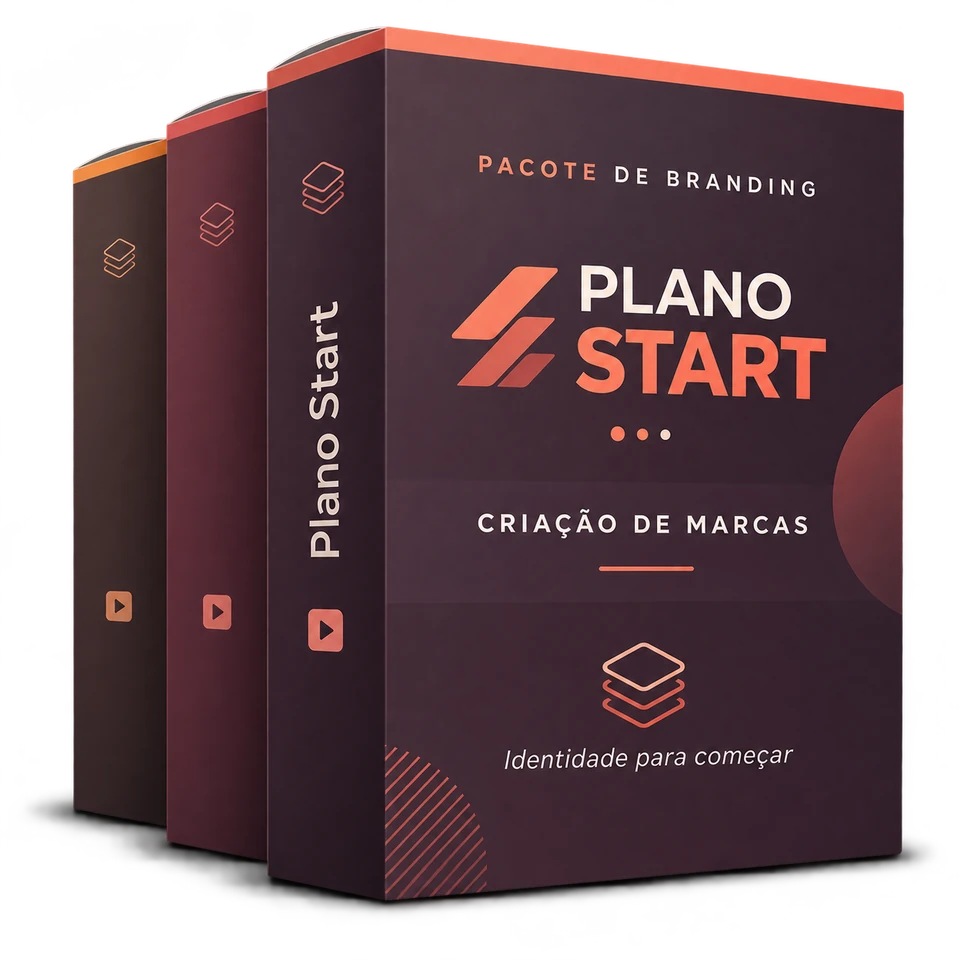 PACOTE DE BRANDING
PLANO
START
CRIAÇÃO DE MARCAS
Identidade para começar
Plano Start